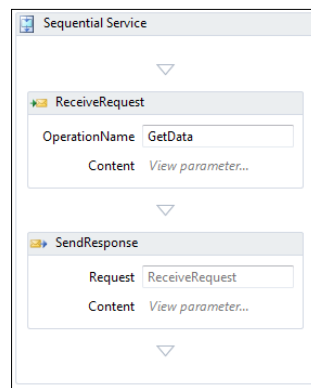 Sequential Service
ReceiveRequest
OperationName GetData
Content View parameter...
SendResponse
Request ReceiveRequest
Content View parameter...